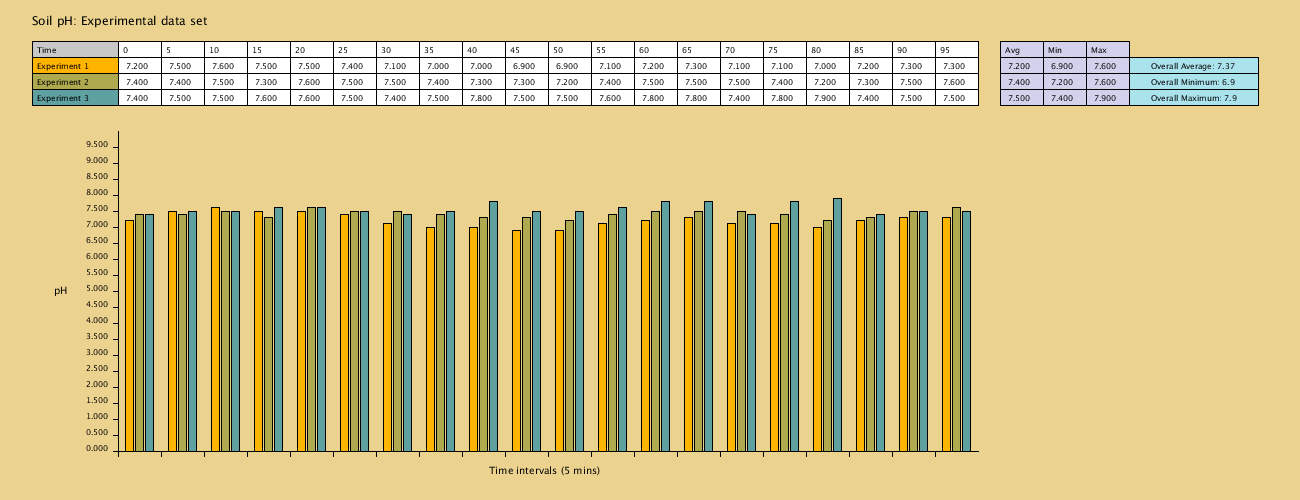 Soil pH: Experimental data set
Time 0 5 10 15 20 25 30 35 40 45 50 55 60 65 70 75 80 85 90 95 Avg Min Max
Experiment 1 7.200 7.500 7.600 7.500 7.500 7.400 7.100 7.000 7.000 6.900 6.900 7.100 7.200 7.300 7.100 7.100 7.000 7.200 7.300 7.300 7.200 6.900 7.600 Overall Average: 7.37
Experiment 2 7.400 7.400 7.500 7.300 7.600 7.500 7.500 7.400 7.300 7.300 7.200 7.400 7.500 7.500 7.500 7.400 7.200 7.300 7.500 7.600 7.400 7.200 7.600 Overall Minimum: 6.9
Experiment 3 7.400 7.500 7.500 7.600 7.600 7.500 7.400 7.500 7.800 7.500 7.500 7.600 7.800 7.800 7.400 7.800 7.900 7.400 7.500 7.500 7.500 7.400 7.900 Overall Maximum: 7.9
9.500
9.000
8.500
8.000
7.500
7.000
6.500
6.000
5.500
5.000
pH
4.500
4.000
3.500
3.000
2.500
2.000
1.500
1.000
0.500
0.000
Time intervals (5 mins)